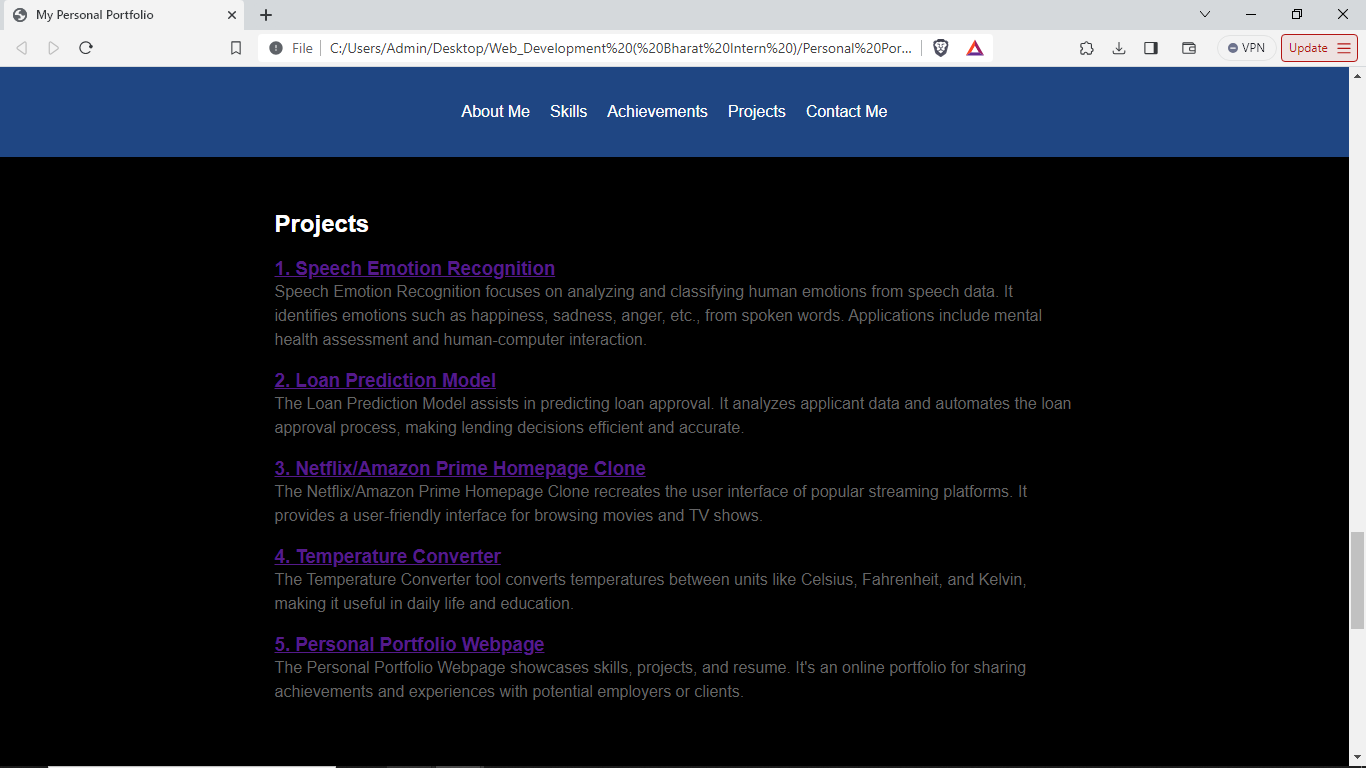 My Personal Portfolio
File
C:/Users/Admin/Desktop/Web_Development%20(%20Bharat%20Intern%20)/Personal%20Por...
VPN
Update
About Me Skills Achievements Projects Contact Me
Projects
1. Speech Emotion Recognition
Speech Emotion Recognition focuses on analyzing and classifying human emotions from speech data. It
identifies emotions such as happiness, sadness, anger, etc., from spoken words. Applications include mental
health assessment and human-computer interaction.
2. Loan Prediction Model
The Loan Prediction Model assists in predicting loan approval. It analyzes applicant data and automates the loan
approval process, making lending decisions efficient and accurate.
3. Netflix/Amazon Prime Homepage Clone
The Netflix/Amazon Prime Homepage Clone recreates the user interface of popular streaming platforms. It
provides a user-friendly interface for browsing movies and TV shows.
4. Temperature Converter
The Temperature Converter tool converts temperatures between units like Celsius, Fahrenheit, and Kelvin,
making it useful in daily life and education.
5. Personal Portfolio Webpage
The Personal Portfolio Webpage showcases skills, projects, and resume. It's an online portfolio for sharing
achievements and experiences with potential employers or clients.